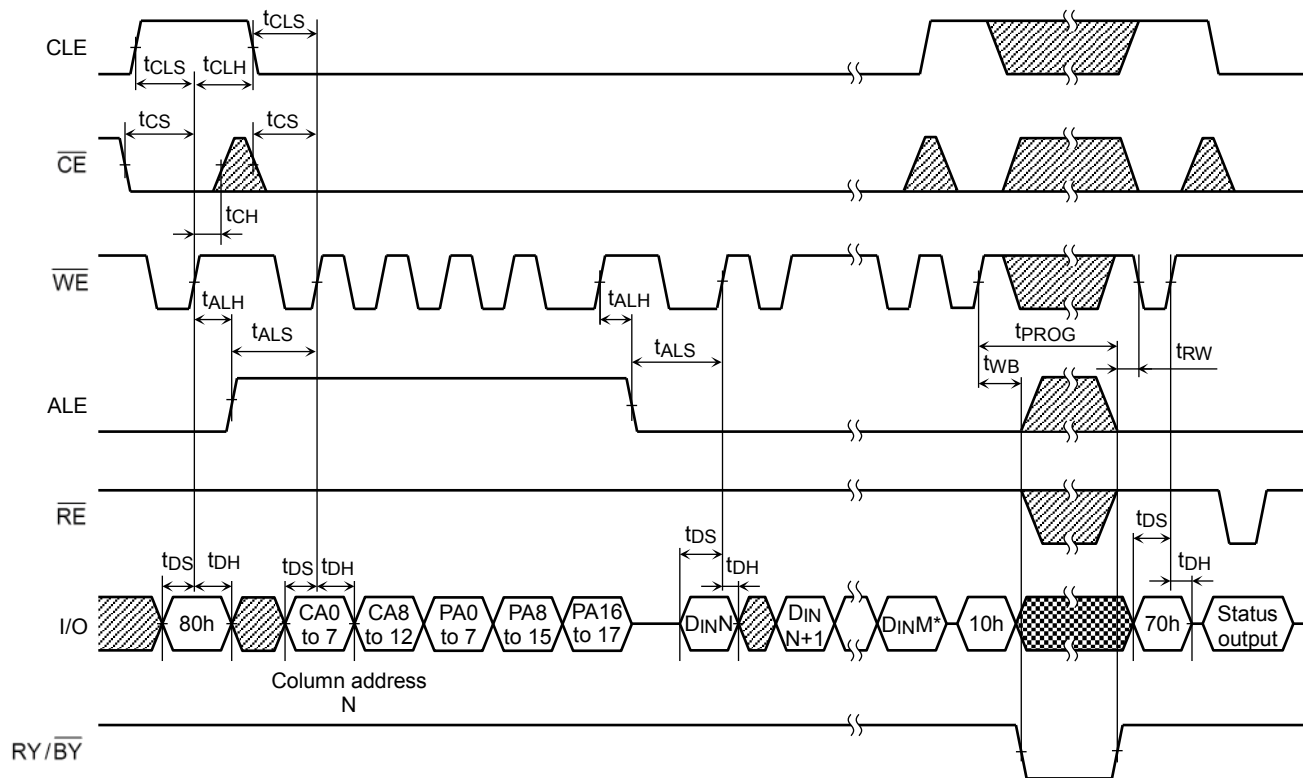 tCLS
CLE
tCLS tCLH
tCS tCS
CE
tCH
WE
tALH tALH
tALS tALS tPROG
tWB tRW
ALE
RE
tDS tDH tDS tDH tDS tDH tDS tDH
I/O 80h CA0 to 7 CA8 to 12 PA0 to 7 PA8 to 15 PA16 to 17 DINN DIN N+1 DINM* 10h 70h Status output
Column address
N
RY/BY